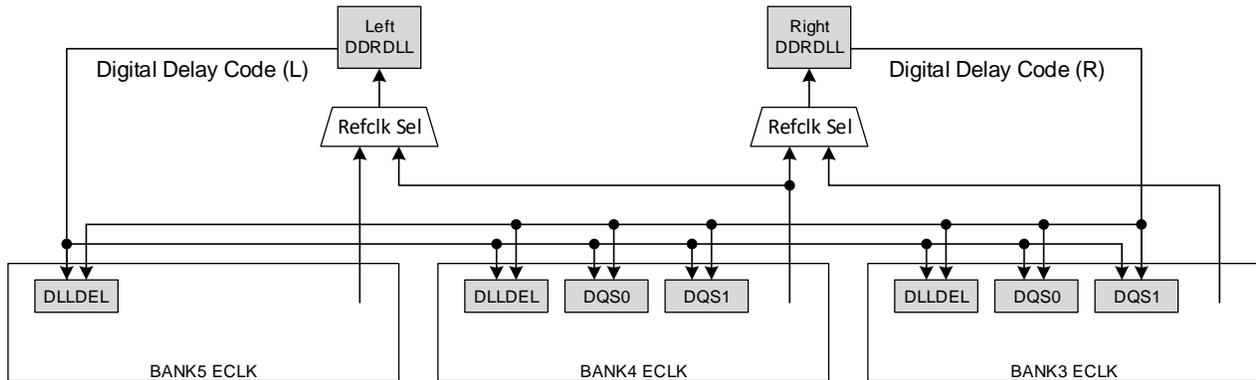 Left
DDRDLL
Right
DDRDLL
Digital Delay Code (L)
Digital Delay Code (R)
Refclk Sel
Refclk Sel
DLLDEL
DLLDEL
DQS0
DQS1
DLLDEL
DQS0
DQS1
BANK5 ECLK
BANK4 ECLK
BANK3 ECLK